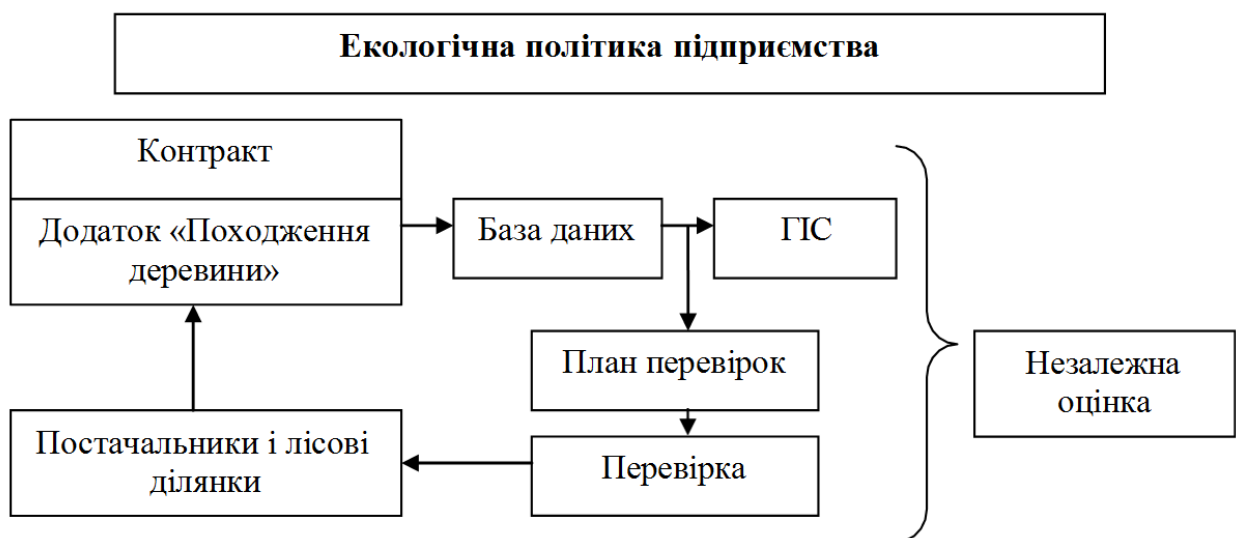 Екологічна політика підприємства
Контракт
Додаток «Походження
деревини»
База даних
ГІС
План перевірок
Незалежна
оцінка
Постачальники і лісові
ділянки
Перевірка